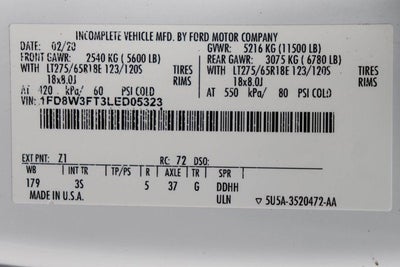 INCOMPLETE VEHICLE MFD. BY FORD MOTOR COMPANY
DATE: 02/20 GVWR: 5216 KG (11500 LB)
FRONT GAWR: 2540 KG (5600 LB) REAR GAWR: 3075 KG (6780 LB)
WITH LT275/65R18E 123/120S TIRES WITH LT275/65R18E 123/120S TIRES
18x8.0J RIMS 18x8.0J RIMS
AT 420 kPa/ 60 PSI COLD AT 550 kPa/ 80 PSI COLD
1FD8W3FT3LED05323
EXT PNT: Z1 RC: 72 DSO:
WB INT TR TP/PS R AXLE TR SPR
179 3S 5 37 G DDHH
MADE IN U.S.A. ULN 5U5A-3520472-AA